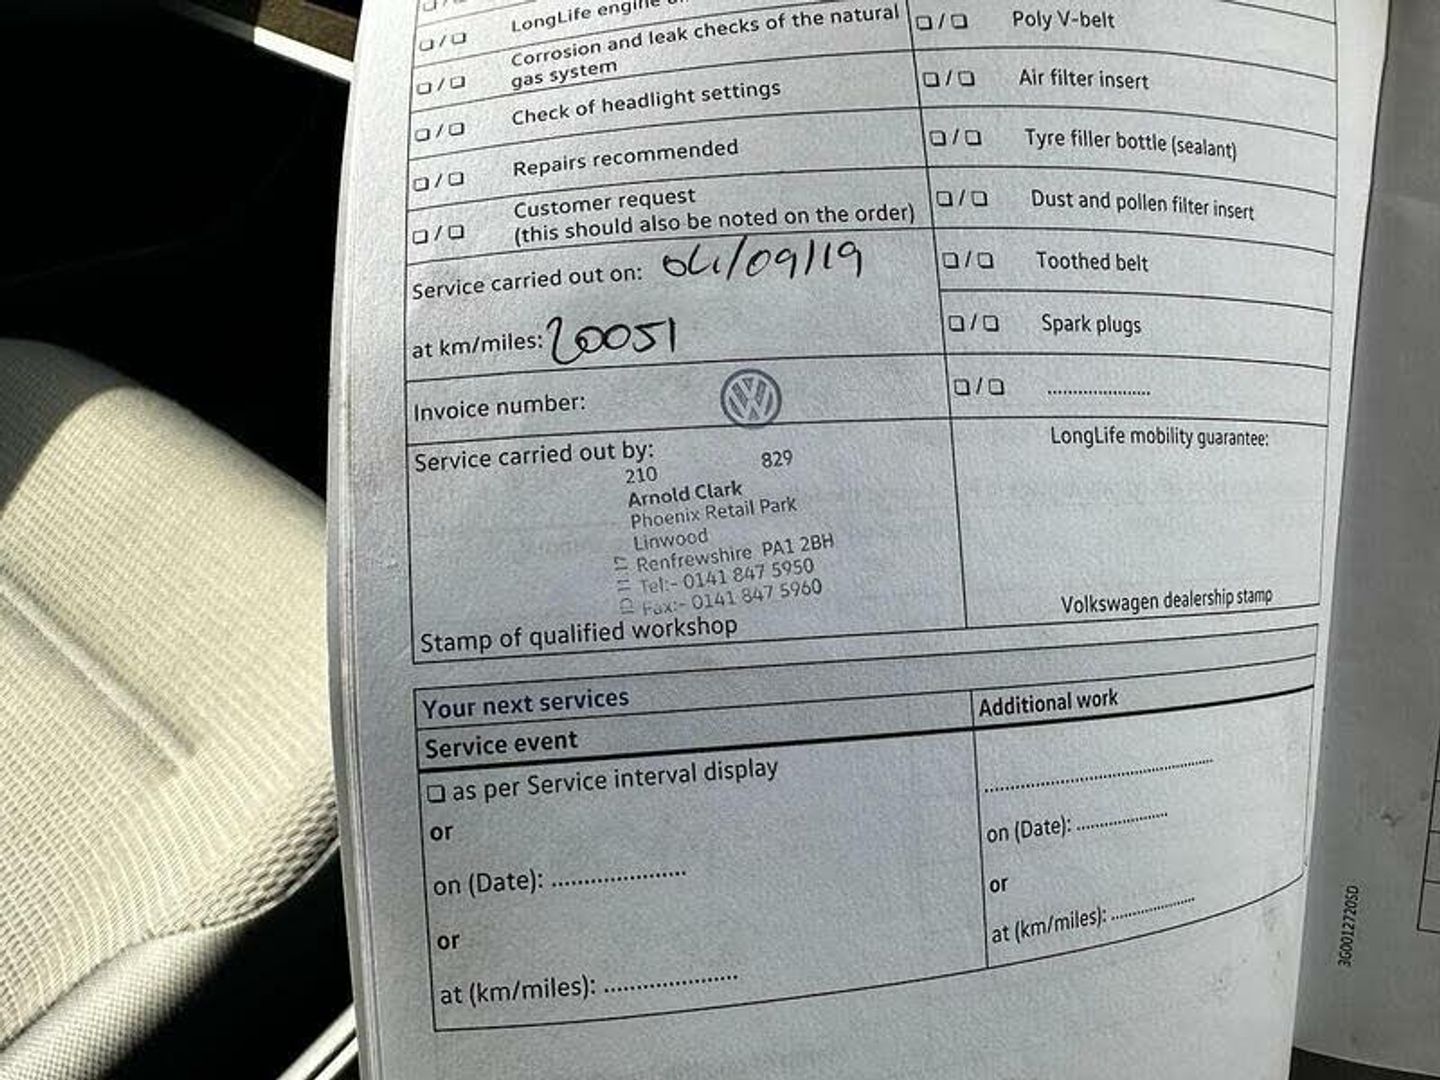 LongLife engine
Corrosion and leak checks of the natural
gas system
Check of headlight settings
Repairs recommended
Customer request
(this should also be noted on the order)
Service carried out on: 04/09/19
at km/miles: 20051
Invoice number:
Service carried out by:
210 829
Arnold Clark
Phoenix Retail Park
Linwood
Renfrewshire PA1 2BH
Tel:- 0141 847 5950
Fax:- 0141 847 5960
Stamp of qualified workshop
Poly V-belt
Air filter insert
Tyre filler bottle (sealant)
Dust and pollen filter insert
Toothed belt
Spark plugs
....................
LongLife mobility guarantee:
Volkswagen dealership stamp
Your next services
Service event
as per Service interval display
or
on (Date): ....................
or
at (km/miles): ....................
Additional work
..................................
on (Date): ..................
or
at (km/miles): ................
3G0012720SD